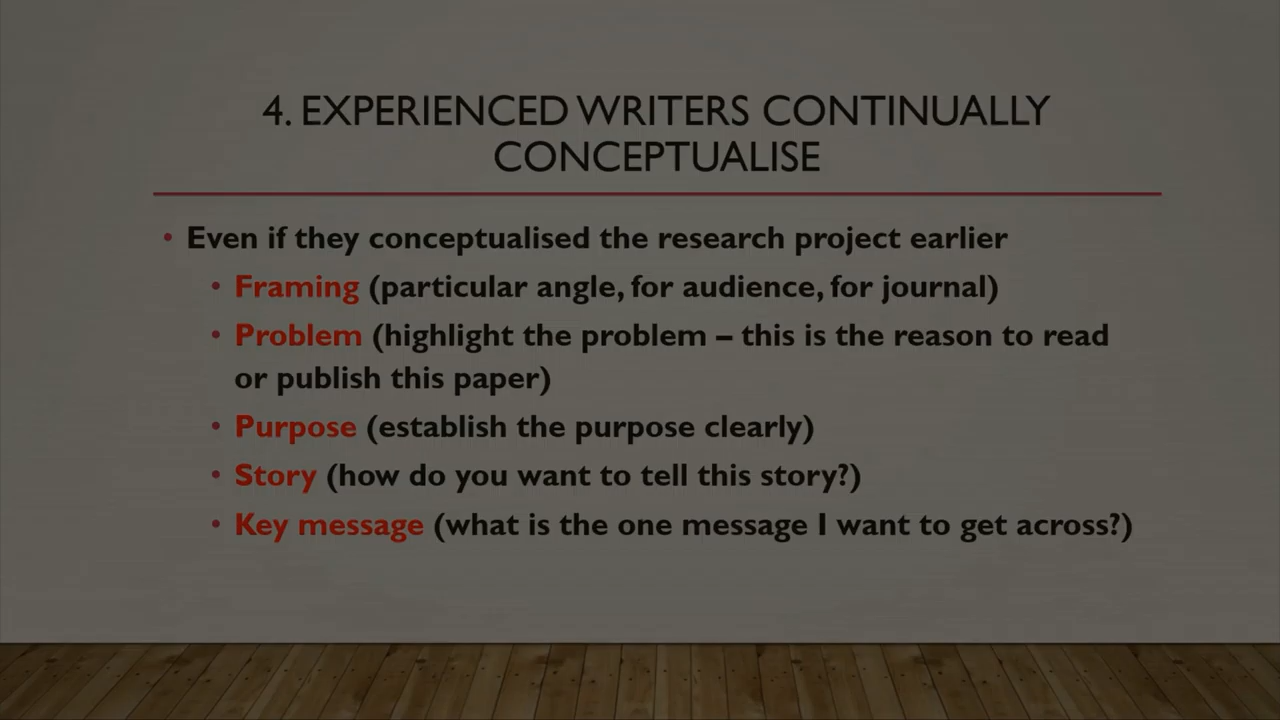 4. EXPERIENCED WRITERS CONTINUALLY
CONCEPTUALISE
• Even if they conceptualised the research project earlier
• Framing (particular angle, for audience, for journal)
• Problem (highlight the problem – this is the reason to read
or publish this paper)
• Purpose (establish the purpose clearly)
• Story (how do you want to tell this story?)
• Key message (what is the one message I want to get across?)